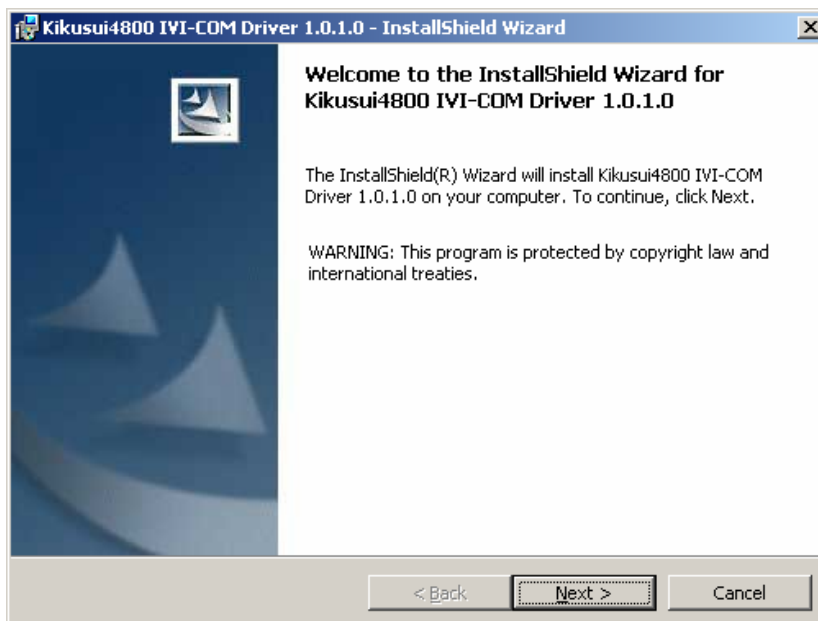 Kikusui4800 IVI-COM Driver 1.0.1.0 - InstallShield Wizard
Welcome to the InstallShield Wizard for
Kikusui4800 IVI-COM Driver 1.0.1.0
The InstallShield(R) Wizard will install Kikusui4800 IVI-COM
Driver 1.0.1.0 on your computer. To continue, click Next.
WARNING: This program is protected by copyright law and
international treaties.
< Back
Next >
Cancel